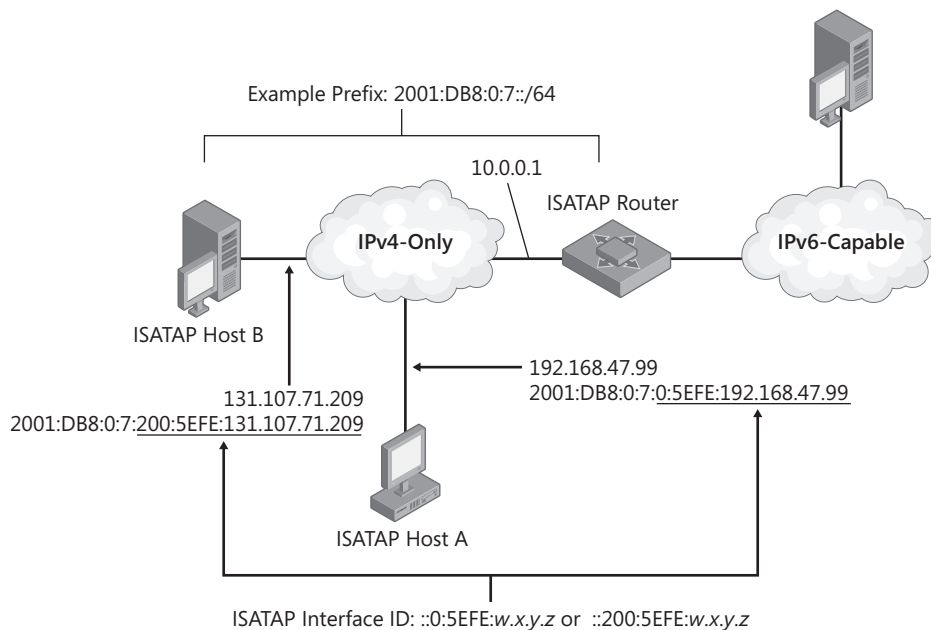 Example Prefix: 2001:DB8:0:7::/64
10.0.0.1
ISATAP Router
IPv4-Only
IPv6-Capable
ISATAP Host B
192.168.47.99
2001:DB8:0:7:0:5EFE:192.168.47.99
131.107.71.209
2001:DB8:0:7:200:5EFE:131.107.71.209
ISATAP Host A
ISATAP Interface ID: ::0:5EFE:w.x.y.z or ::200:5EFE:w.x.y.z